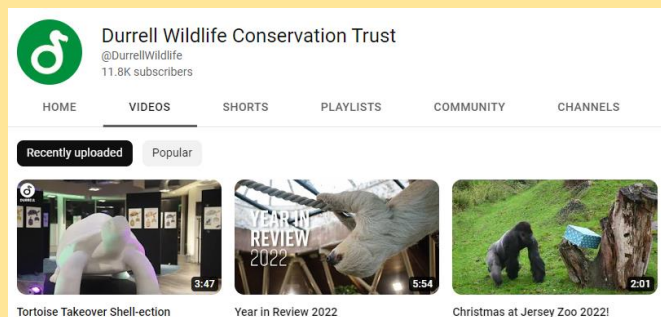 Durrell Wildlife Conservation Trust
@DurrellWildlife
11.8K subscribers
HOME VIDEOS SHORTS PLAYLISTS COMMUNITY CHANNELS
Recently uploaded Popular
DURRELL
3:47
YEAR IN
REVIEW
2022
5:54
2:01
Tortoise Takeover Shell-ection Year in Review 2022 Christmas at Jersey Zoo 2022!